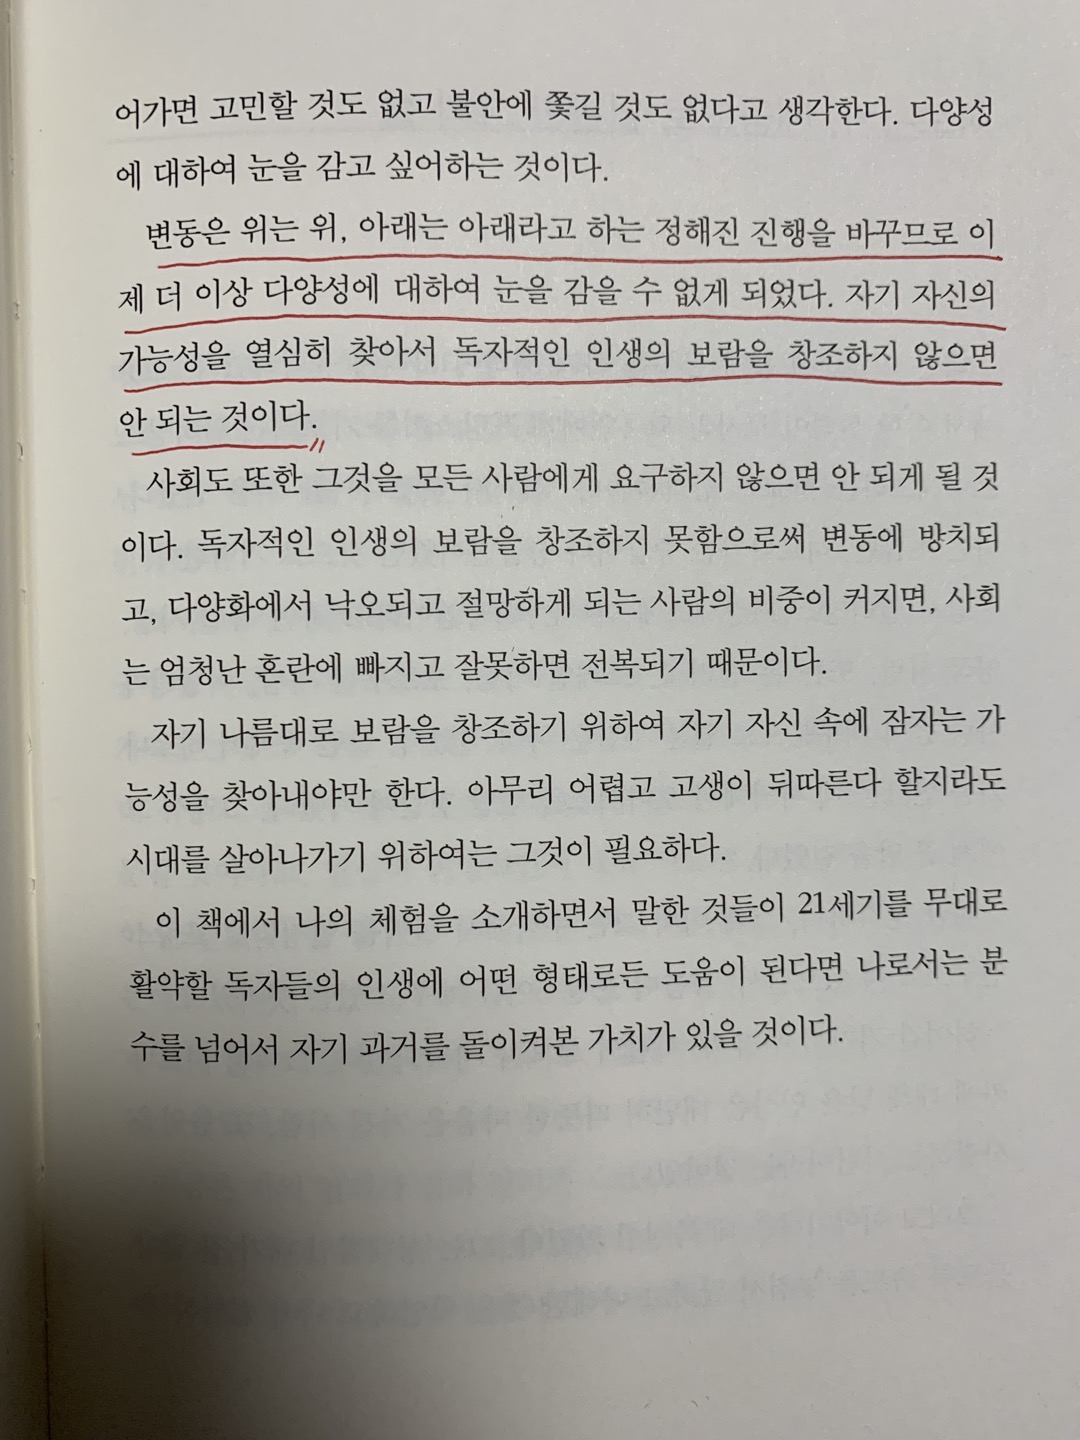 어가면 고민할 것도 없고 불안에 쫓길 것도 없다고 생각한다. 다양성
에 대하여 눈을 감고 싶어하는 것이다.
변동은 위는 위, 아래는 아래라고 하는 정해진 진행을 바꾸므로 이
제 더 이상 다양성에 대하여 눈을 감을 수 없게 되었다. 자기 자신의
가능성을 열심히 찾아서 독자적인 인생의 보람을 창조하지 않으면
안 되는 것이다.
사회도 또한 그것을 모든 사람에게 요구하지 않으면 안 되게 될 것
이다. 독자적인 인생의 보람을 창조하지 못함으로써 변동에 방치되
고, 다양화에서 낙오되고 절망하게 되는 사람의 비중이 커지면, 사회
는 엄청난 혼란에 빠지고 잘못하면 전복되기 때문이다.
자기 나름대로 보람을 창조하기 위하여 자기 자신 속에 잠자는 가
능성을 찾아내야만 한다. 아무리 어렵고 고생이 뒤따른다 할지라도
시대를 살아나가기 위하여는 그것이 필요하다.
이 책에서 나의 체험을 소개하면서 말한 것들이 21세기를 무대로
활약할 독자들의 인생에 어떤 형태로든 도움이 된다면 나로서는 분
수를 넘어서 자기 과거를 돌이켜본 가치가 있을 것이다.